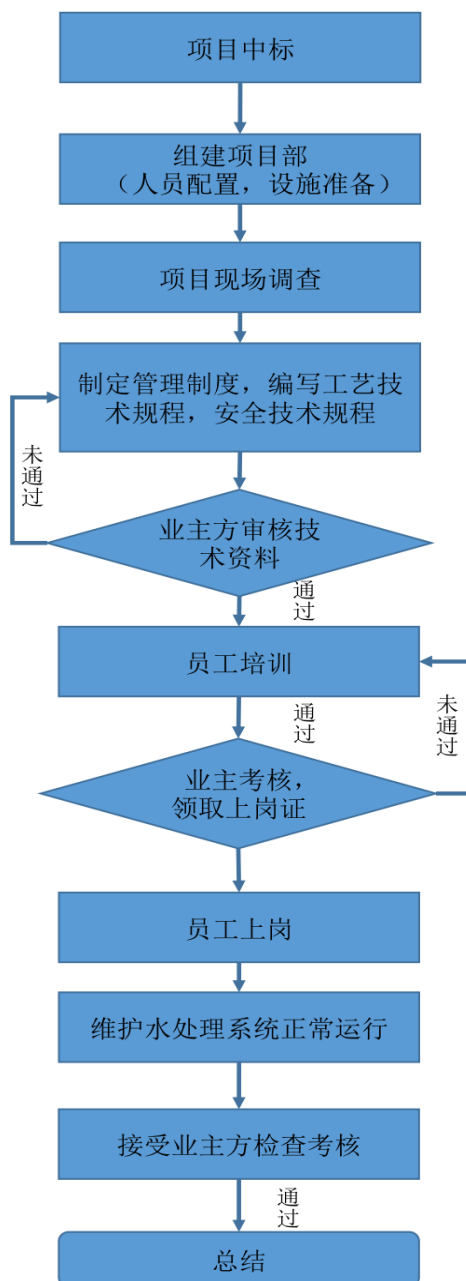 项目中标
组建项目部
（人员配置，设施准备）
项目现场调查
制定管理制度，编写工艺技
术规程，安全技术规程
未通过
业主方审核技
术资料
通过
员工培训
通过
未通过
业主考核，
领取上岗证
员工上岗
维护水处理系统正常运行
接受业主方检查考核
通过
总结